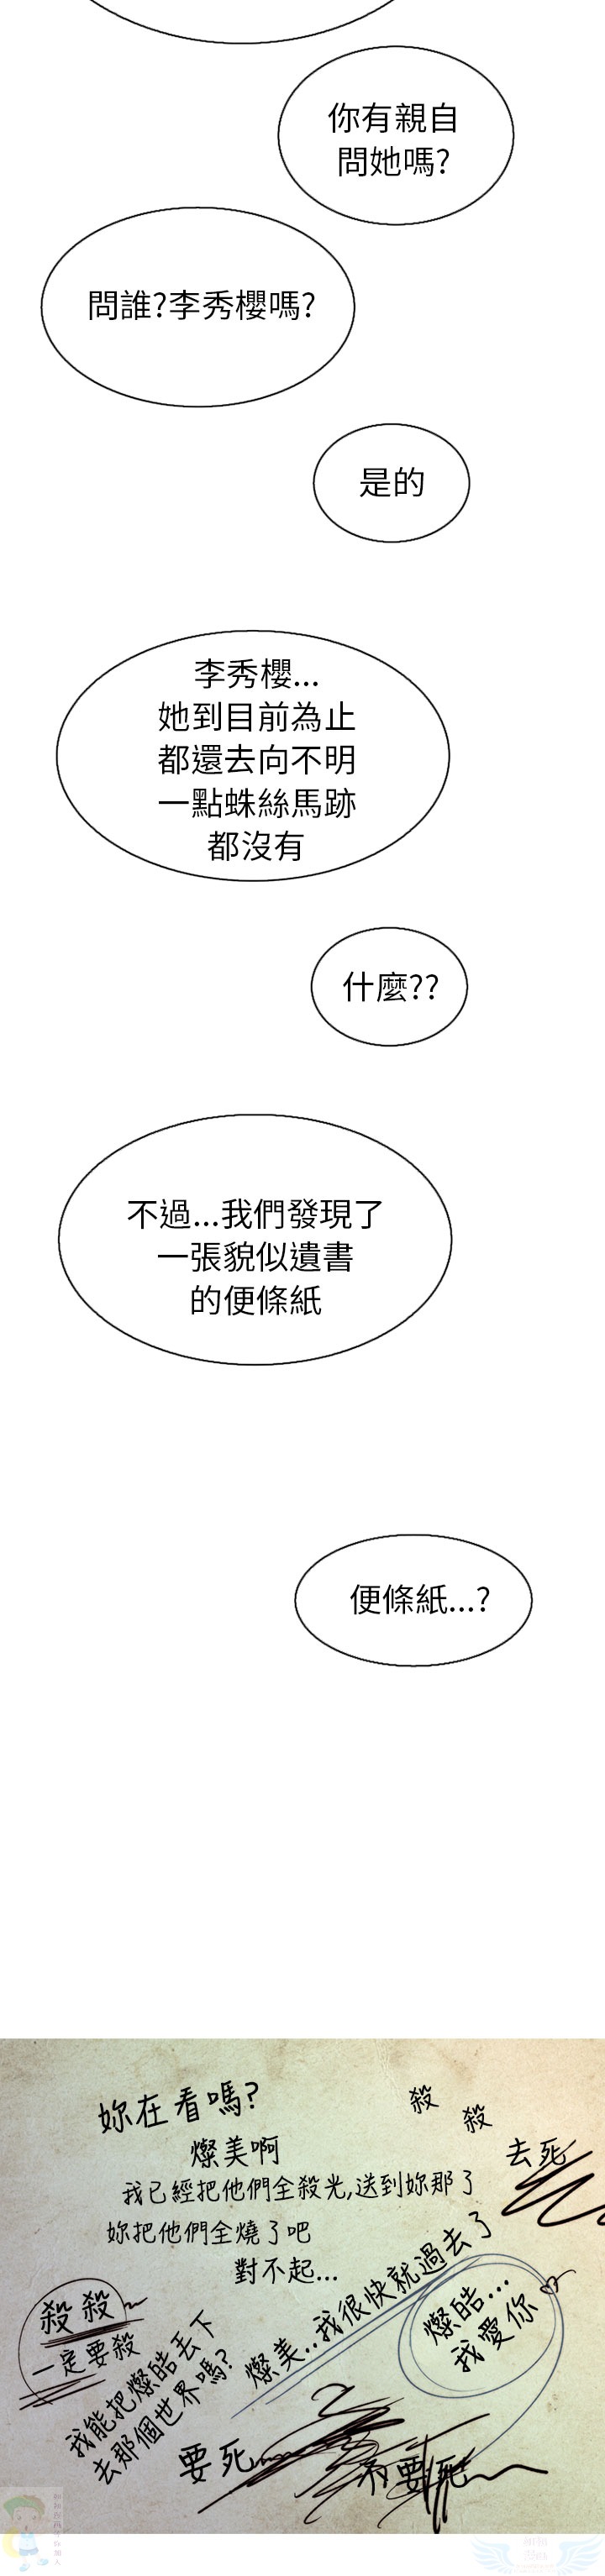 你有親自
問她嗎?
問誰?李秀櫻嗎?
是的
李秀櫻...
她到目前為止
都還去向不明
一點蛛絲馬跡
都沒有
什麼??
不過...我們發現了
一張貌似遺書
的便條紙
便條紙...?
妳在看嗎?
殺
殺
去死
燦美啊
我已經把他們全殺光,送到妳那了
妳把他們全燒了吧
對不起...
燦美..我很快就過去了
燦皓...
我愛你
殺殺
一定要殺
我能把燦皓丟下
去那個世界嗎?
要死
不要死